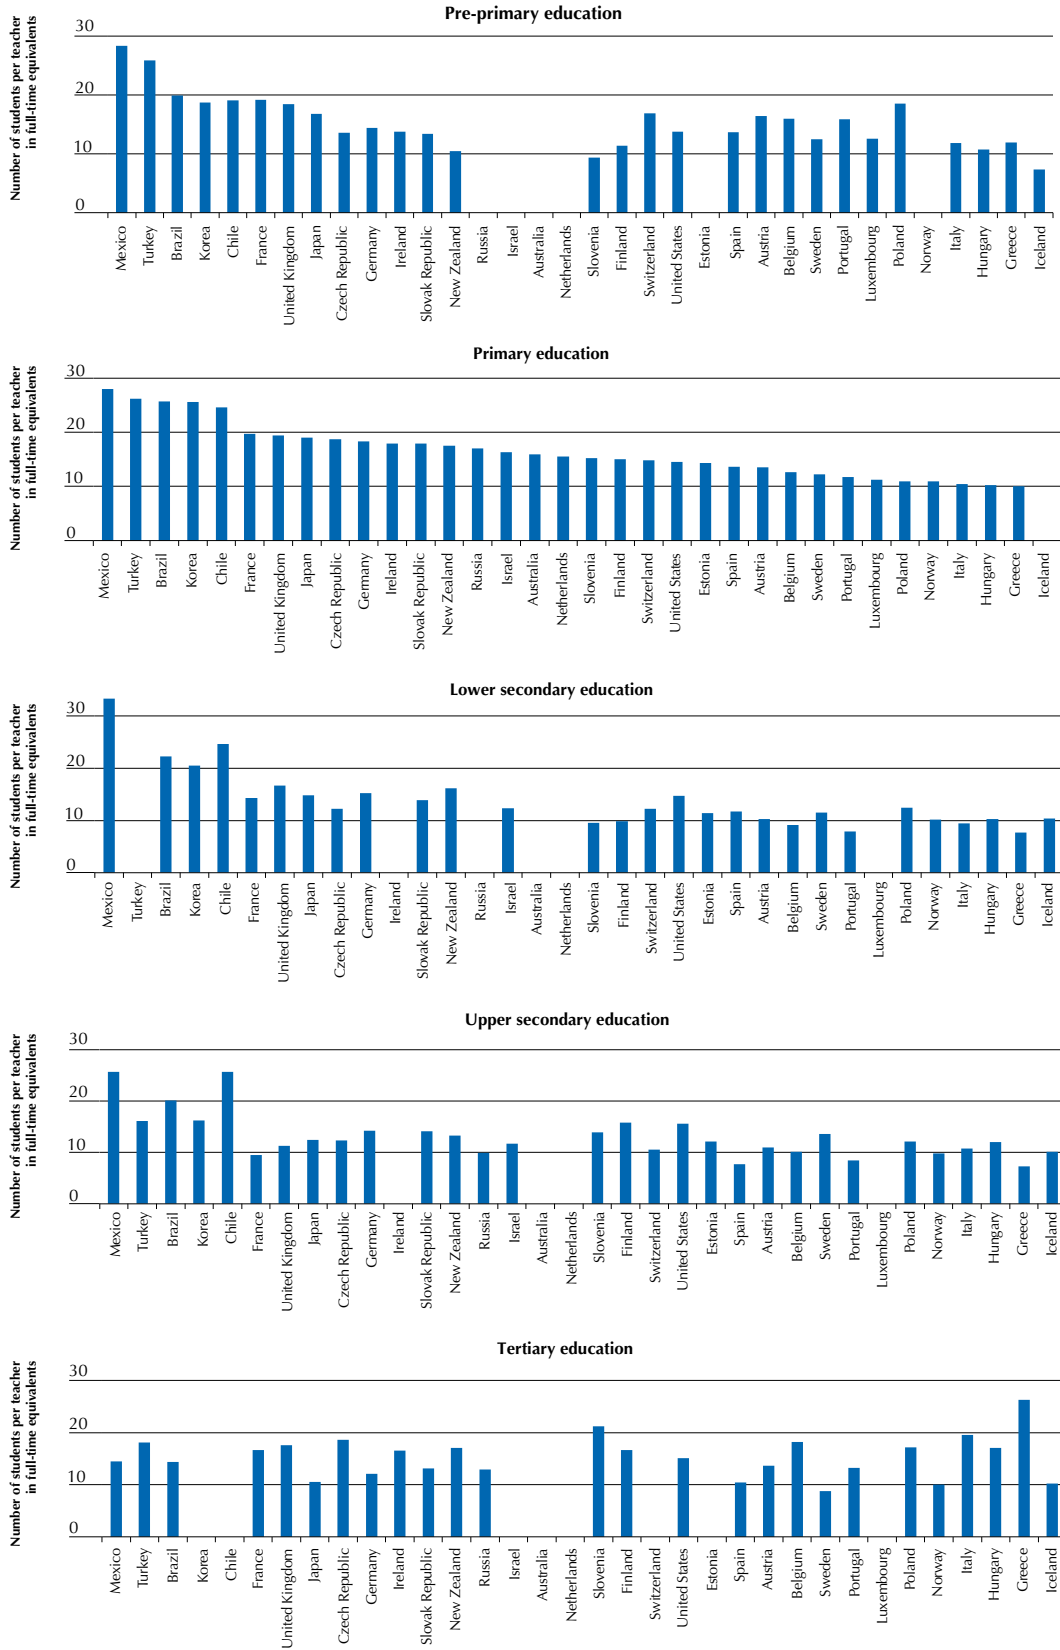 Pre-primary education
Number of students per teacher
in full-time equivalents
30
20
10
0
Mexico
Turkey
Brazil
Korea
Chile
France
United Kingdom
Japan
Czech Republic
Germany
Ireland
Slovak Republic
New Zealand
Russia
Israel
Australia
Netherlands
Slovenia
Finland
Switzerland
United States
Estonia
Spain
Austria
Belgium
Sweden
Portugal
Luxembourg
Poland
Norway
Italy
Hungary
Greece
Iceland
Primary education
Number of students per teacher
in full-time equivalents
30
20
10
0
Mexico
Turkey
Brazil
Korea
Chile
France
United Kingdom
Japan
Czech Republic
Germany
Ireland
Slovak Republic
New Zealand
Russia
Israel
Australia
Netherlands
Slovenia
Finland
Switzerland
United States
Estonia
Spain
Austria
Belgium
Sweden
Portugal
Luxembourg
Poland
Norway
Italy
Hungary
Greece
Iceland
Lower secondary education
Number of students per teacher
in full-time equivalents
30
20
10
0
Mexico
Turkey
Brazil
Korea
Chile
France
United Kingdom
Japan
Czech Republic
Germany
Ireland
Slovak Republic
New Zealand
Russia
Israel
Australia
Netherlands
Slovenia
Finland
Switzerland
United States
Estonia
Spain
Austria
Belgium
Sweden
Portugal
Luxembourg
Poland
Norway
Italy
Hungary
Greece
Iceland
Upper secondary education
Number of students per teacher
in full-time equivalents
30
20
10
0
Mexico
Turkey
Brazil
Korea
Chile
France
United Kingdom
Japan
Czech Republic
Germany
Ireland
Slovak Republic
New Zealand
Russia
Israel
Australia
Netherlands
Slovenia
Finland
Switzerland
United States
Estonia
Spain
Austria
Belgium
Sweden
Portugal
Luxembourg
Poland
Norway
Italy
Hungary
Greece
Iceland
Tertiary education
Number of students per teacher
in full-time equivalents
30
20
10
0
Mexico
Turkey
Brazil
Korea
Chile
France
United Kingdom
Japan
Czech Republic
Germany
Ireland
Slovak Republic
New Zealand
Russia
Israel
Australia
Netherlands
Slovenia
Finland
Switzerland
United States
Estonia
Spain
Austria
Belgium
Sweden
Portugal
Luxembourg
Poland
Norway
Italy
Hungary
Greece
Iceland